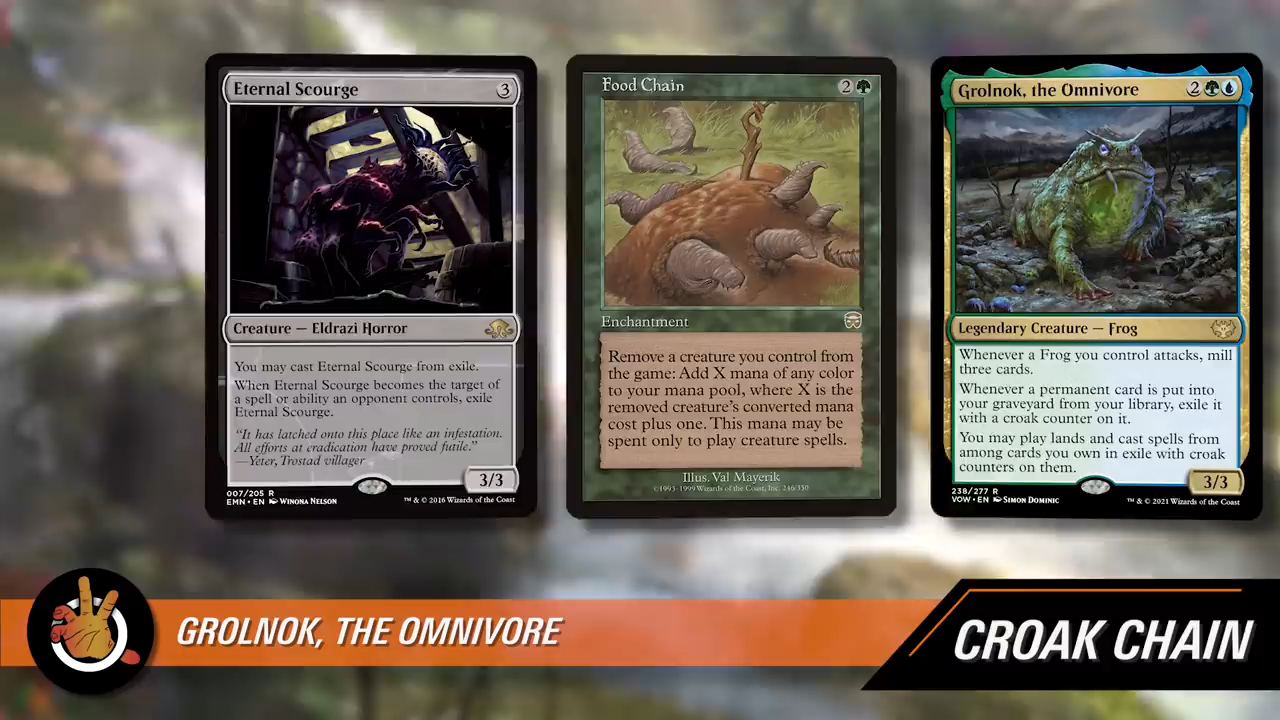 Eternal Scourge 3
Creature — Eldrazi Horror
You may cast Eternal Scourge from exile.
When Eternal Scourge becomes the target of
a spell or ability an opponent controls, exile
Eternal Scourge.
“It has latched onto this place like an infestation.
All efforts at eradication have proved futile.”
—Yeter, Trostad villager
3/3
007/205 R
EMN • EN Winona Nelson
™ & © 2016 Wizards of the Coast
Food Chain 2
Enchantment
Remove a creature you control from
the game: Add X mana of any color
to your mana pool, where X is the
removed creature's converted mana
cost plus one. This mana may be
spent only to play creature spells.
Illus. Val Mayerik
©1993-1999 Wizards of the Coast, Inc. 246/350
Grolnok, the Omnivore 2
Legendary Creature — Frog
Whenever a Frog you control attacks, mill
three cards.
Whenever a permanent card is put into
your graveyard from your library, exile it
with a croak counter on it.
You may play lands and cast spells from
among cards you own in exile with croak
counters on them.
3/3
238/277 R
VOW • EN Simon Dominic
™ & © 2021 Wizards of the Coast
GROLNOK, THE OMNIVORE
CROAK CHAIN